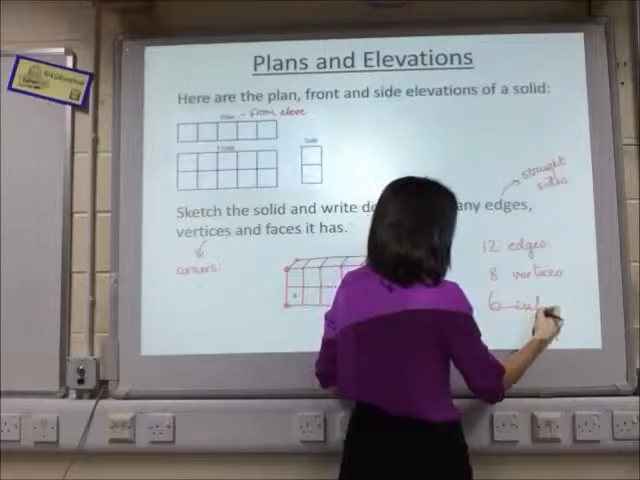 Plans and Elevations
Here are the plan, front and side elevations of a solid:
Plan - from above
Front
Side
straight
sides
Sketch the solid and write do any edges,
vertices and faces it has.
corners.
12 edges
8 vertices
6